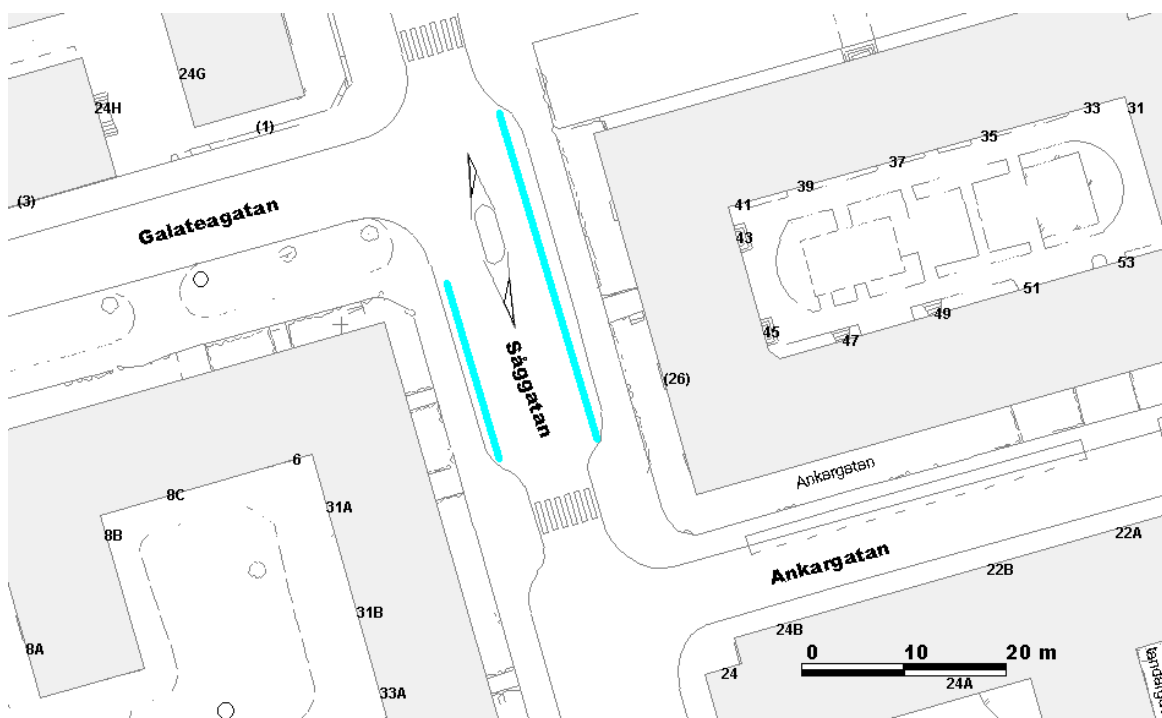 24G
24H
(1)
(3)
Galateagatan
33
31
35
37
39
41
43
53
51
49
45
47
Såggatan
(26)
6
8C
31A
8B
Ankargatan
Ankargatan
22A
22B
31B
24B
8A
0 10 20 m
24
24A
33A